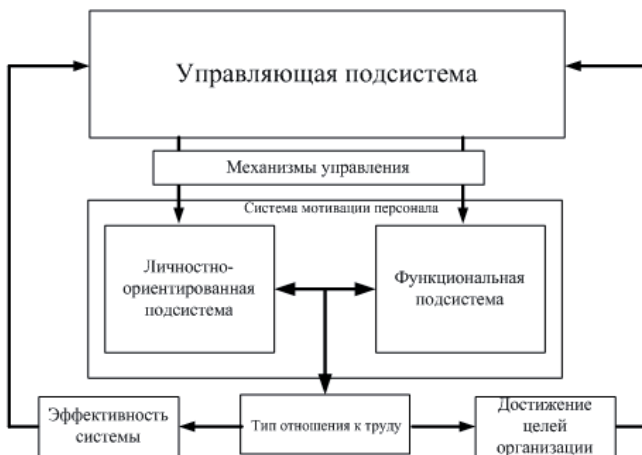 Управляющая подсистема
Механизмы управления
Система мотивации персонала
Личностно-
ориентированная
подсистема
Функциональная
подсистема
Эффективность
системы
Тип отношения к труду
Достижение
целей
организации